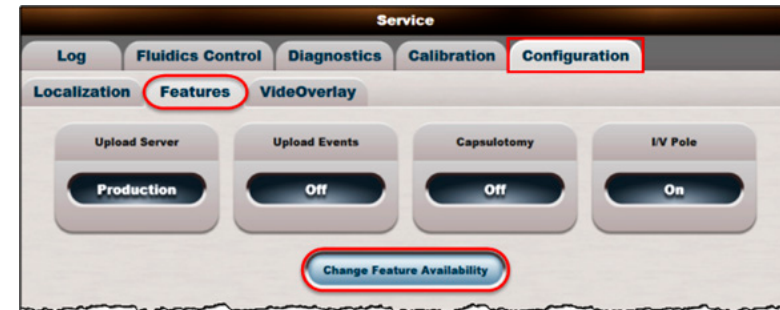 Service
Log Fluidics Control Diagnostics Calibration Configuration
Localization Features VideOverlay
Upload Server Upload Events Capsulotomy I/V Pole
Production Off Off On
Change Feature Availability